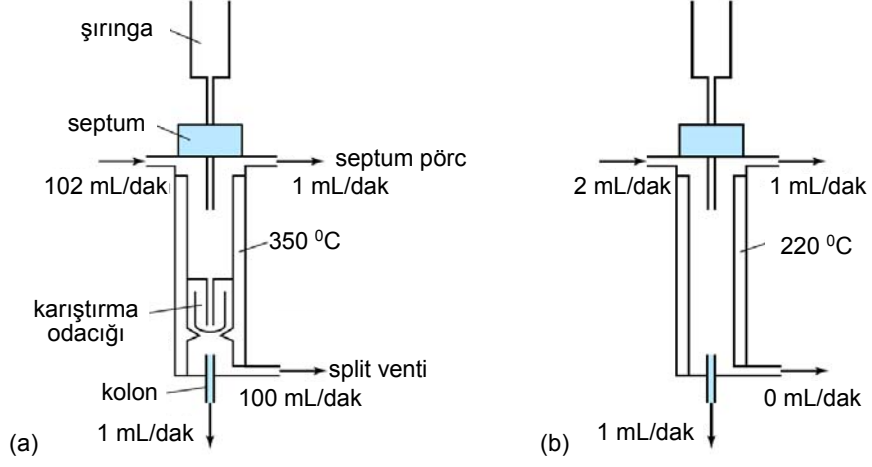 şırınga
septum
septum pörc
102 mL/dak
1 mL/dak
350 ⁰C
karıştırma
odacığı
split venti
kolon
100 mL/dak
1 mL/dak
(a)
2 mL/dak
1 mL/dak
220 ⁰C
0 mL/dak
1 mL/dak
(b)